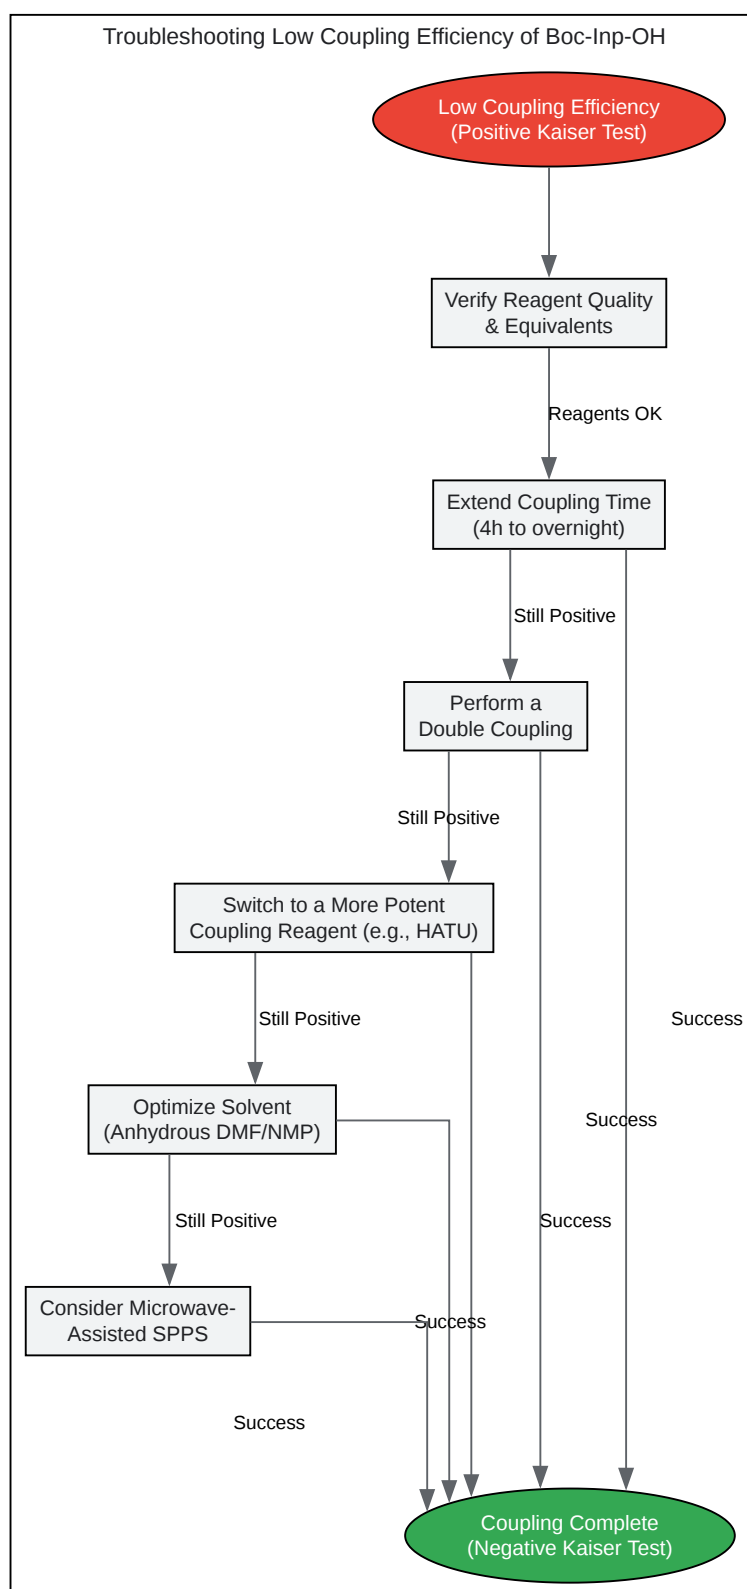 Troubleshooting Low Coupling Efficiency of Boc-Inp-OH
Low Coupling Efficiency
(Positive Kaiser Test)
Verify Reagent Quality
& Equivalents
Reagents OK
Extend Coupling Time
(4h to overnight)
Still Positive
Perform a
Double Coupling
Still Positive
Switch to a More Potent
Coupling Reagent (e.g., HATU)
Still Positive
Success
Optimize Solvent
(Anhydrous DMF/NMP)
Success
Still Positive
Success
Consider Microwave-
Assisted SPPS
Success
Success
Coupling Complete
(Negative Kaiser Test)